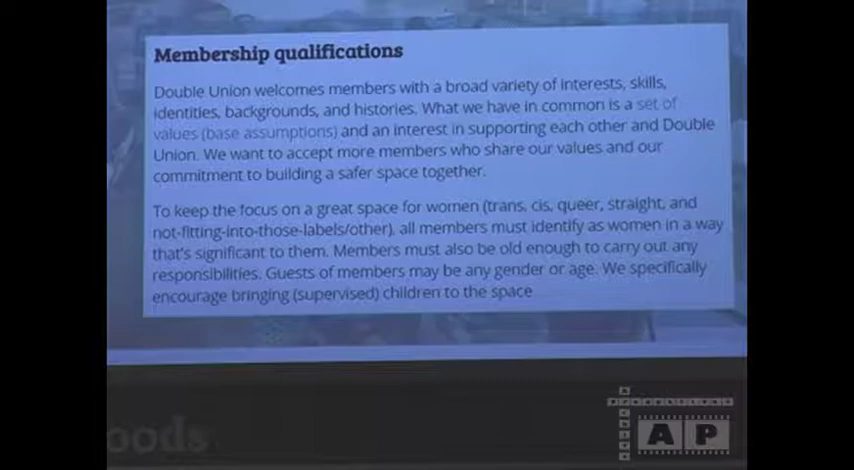 Membership qualifications
Double Union welcomes members with a broad variety of interests, skills,
identities, backgrounds, and histories. What we have in common is a set of
values (base assumptions) and an interest in supporting each other and Double
Union. We want to accept more members who share our values and our
commitment to building a safer space together.
To keep the focus on a great space for women (trans, cis, queer, straight, and
not-fitting-into-those-labels/other), all members must identify as women in a way
that's significant to them. Members must also be old enough to carry out any
responsibilities. Guests of members may be any gender or age. We specifically
encourage bringing (supervised) children to the space
oods
AP